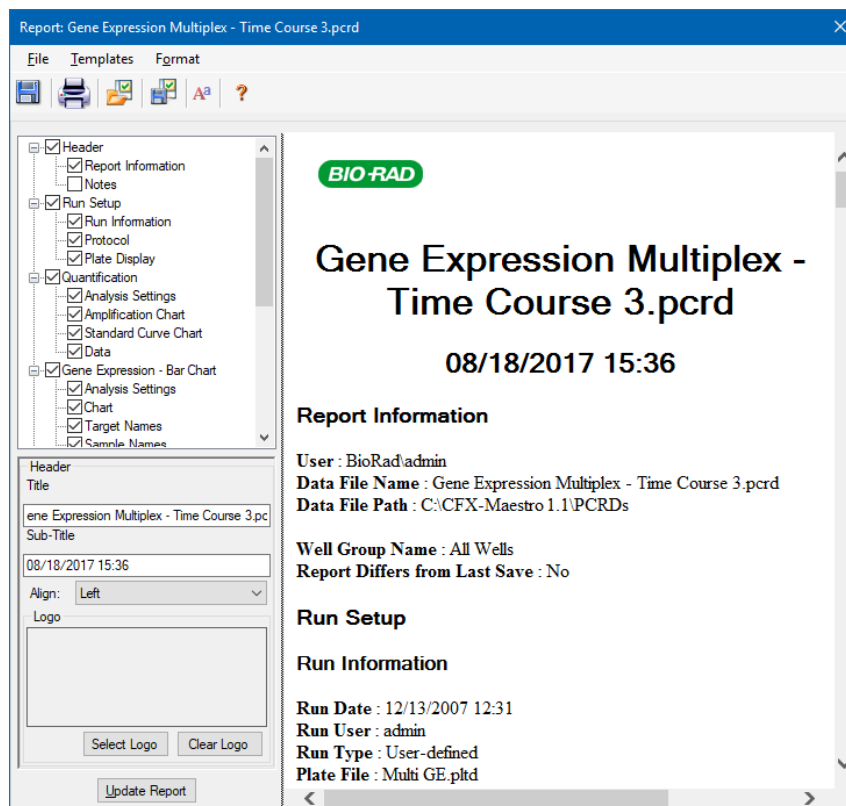 Report: Gene Expression Multiplex - Time Course 3.pcrd
File Templates Format
Aa ?
Header
Report Information
Notes
Run Setup
Run Information
Protocol
Plate Display
Quantification
Analysis Settings
Amplification Chart
Standard Curve Chart
Data
Gene Expression - Bar Chart
Analysis Settings
Chart
Target Names
Sample Names
Header
Title
ene Expression Multiplex - Time Course 3.pc
Sub-Title
08/18/2017 15:36
Align: Left
Logo
Select Logo Clear Logo
Update Report
BIO-RAD
Gene Expression Multiplex -
Time Course 3.pcrd
08/18/2017 15:36
Report Information
User : BioRad\admin
Data File Name : Gene Expression Multiplex - Time Course 3.pcrd
Data File Path : C:\CFX-Maestro 1.1\PCRDs
Well Group Name : All Wells
Report Differs from Last Save : No
Run Setup
Run Information
Run Date : 12/13/2007 12:31
Run User : admin
Run Type : User-defined
Plate File : Multi GE.pltd